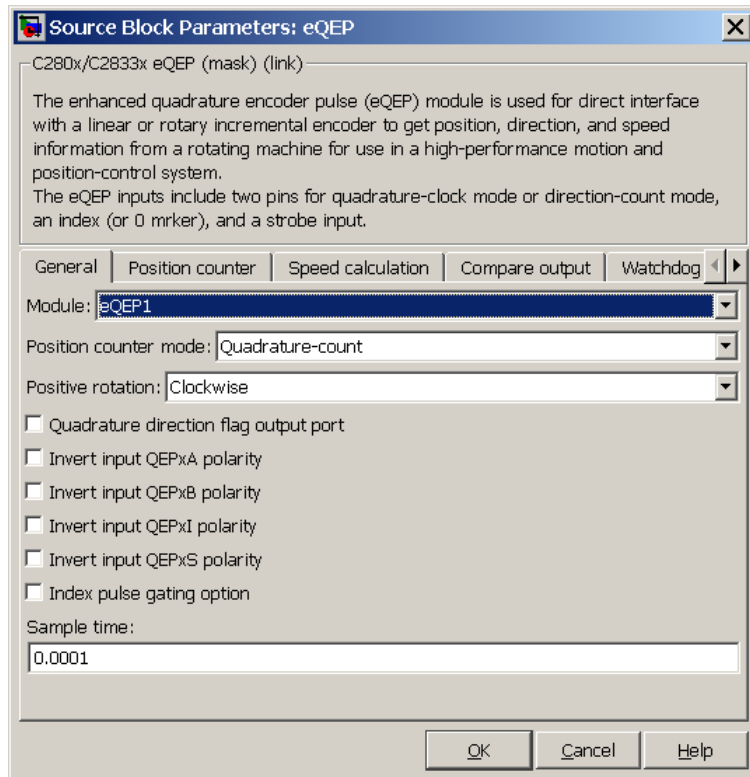 Source Block Parameters: eQEP
C280x/C2833x eQEP (mask) (link)
The enhanced quadrature encoder pulse (eQEP) module is used for direct interface
with a linear or rotary incremental encoder to get position, direction, and speed
information from a rotating machine for use in a high-performance motion and
position-control system.
The eQEP inputs include two pins for quadrature-clock mode or direction-count mode,
an index (or 0 mrker), and a strobe input.
General Position counter Speed calculation Compare output Watchdog
Module: eQEP1
Position counter mode: Quadrature-count
Positive rotation: Clockwise
Quadrature direction flag output port
Invert input QEPxA polarity
Invert input QEPxB polarity
Invert input QEPxI polarity
Invert input QEPxS polarity
Index pulse gating option
Sample time:
0.0001
OK Cancel Help